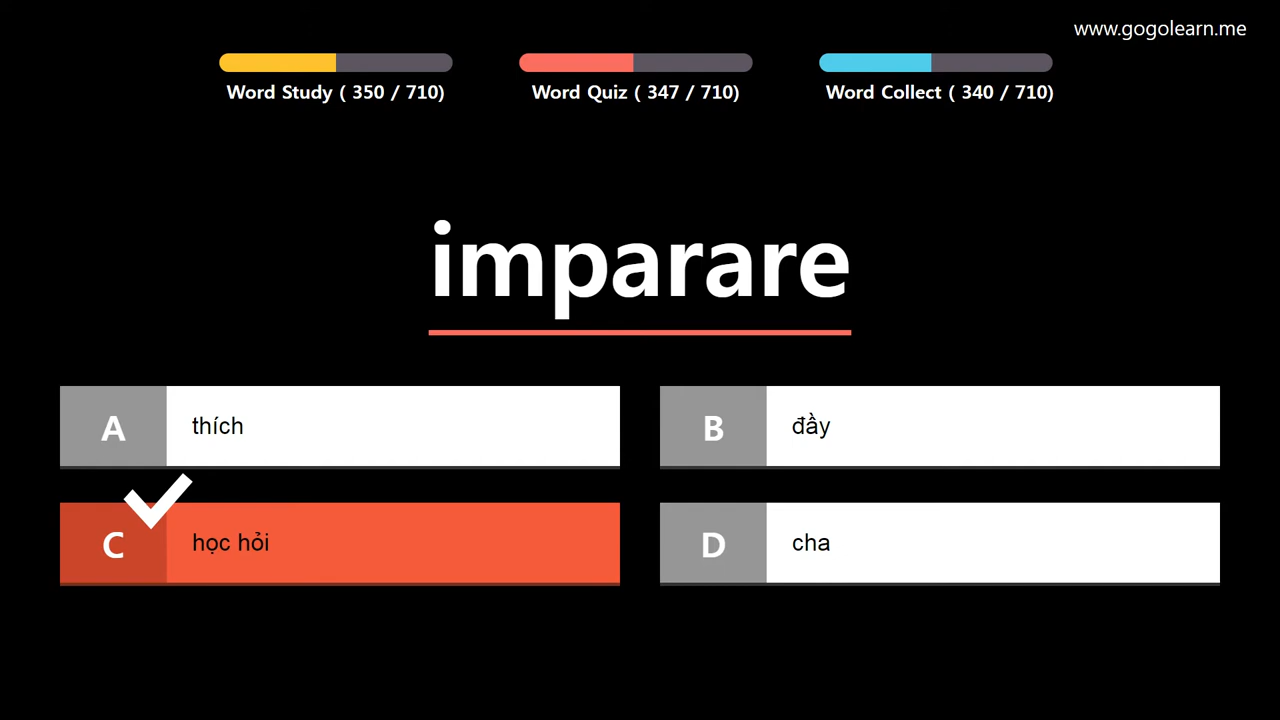 www.gogolearn.me
Word Study ( 350 / 710)
Word Quiz ( 347 / 710)
Word Collect ( 340 / 710)
imparare
A
thích
B
đầy
C
học hỏi
D
cha